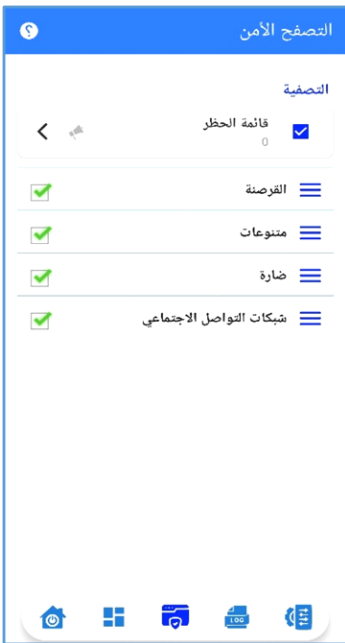 التصفح الأمن
?
التصفية
قائمة الحظر
0
القرصنة
متنوعات
ضارة
شبكات التواصل الاجتماعي
LOG